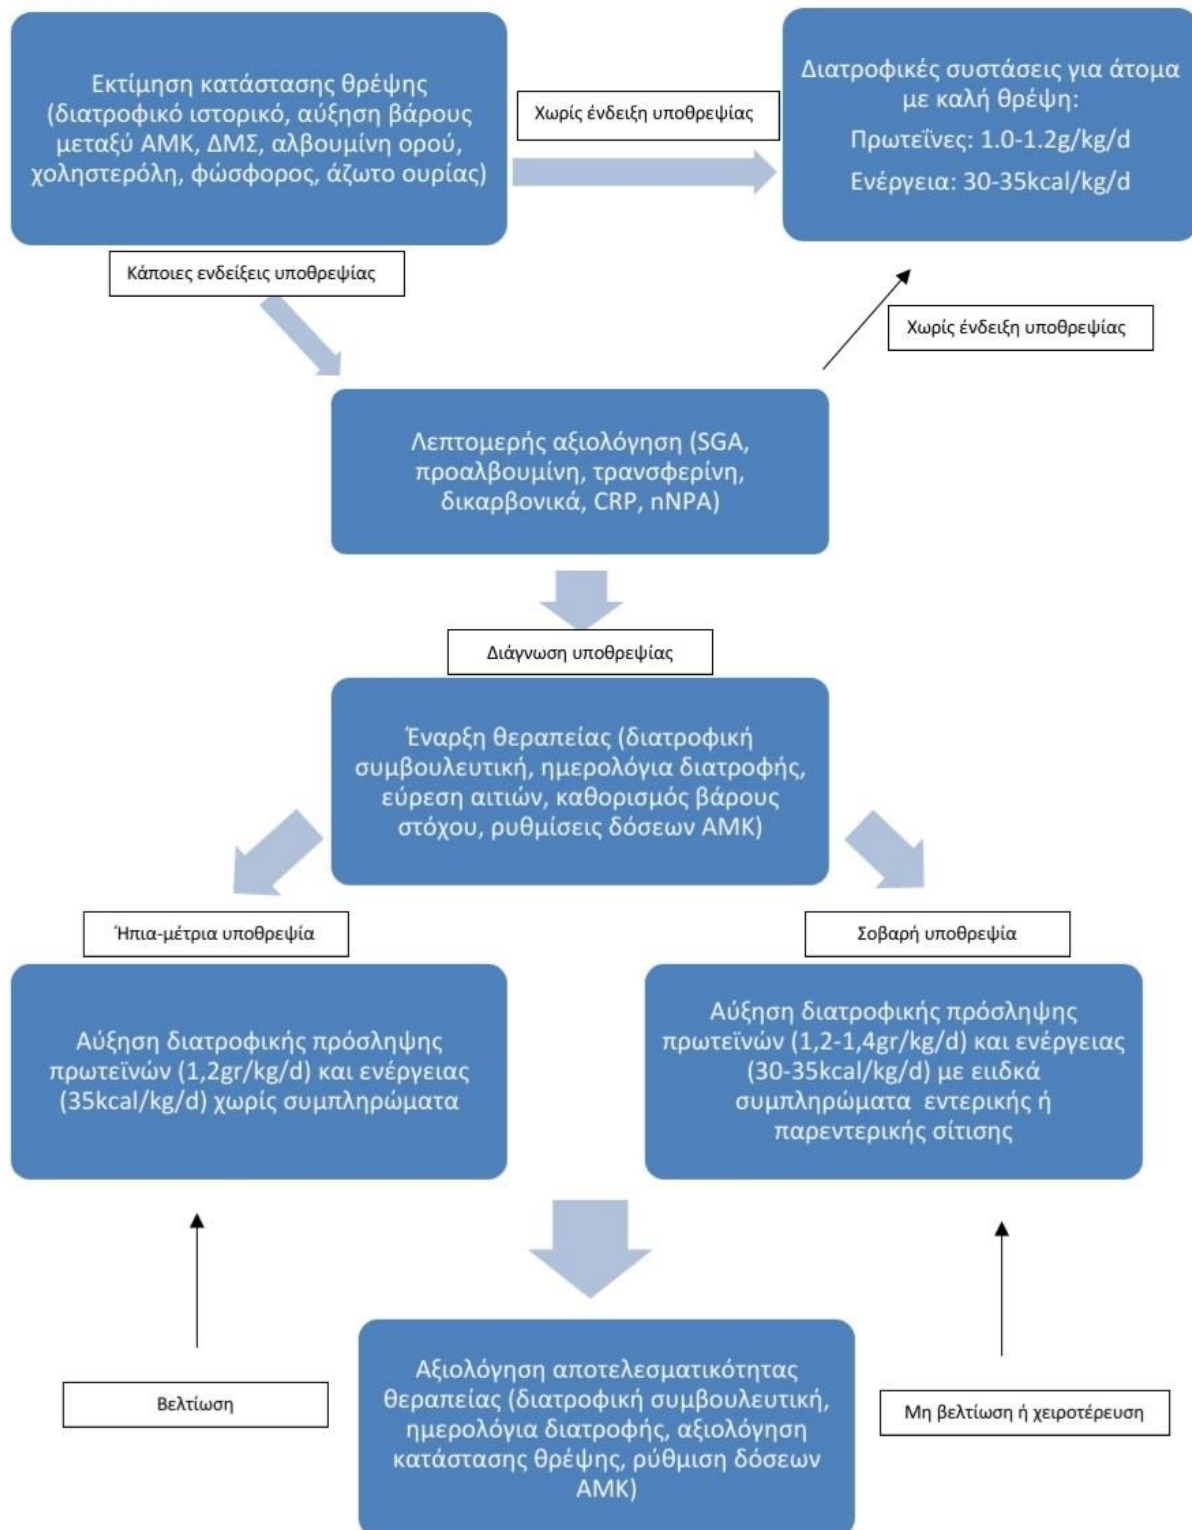 Εκτίμηση κατάστασης θρέψης
(διατροφικό ιστορικό, αύξηση βάρους
μεταξύ ΑΜΚ, ΔΜΣ, αλβουμίνη ορού,
χοληστερόλη, φώσφορος, άζωτο ουρίας)
Χωρίς ένδειξη υποθρεψίας
Διατροφικές συστάσεις για άτομα
με καλή θρέψη:
Πρωτεΐνες: 1.0-1.2g/kg/d
Ενέργεια: 30-35kcal/kg/d
Κάποιες ενδείξεις υποθρεψίας
Χωρίς ένδειξη υποθρεψίας
Λεπτομερής αξιολόγηση (SGA,
προαλβουμίνη, τρανσφερίνη,
δικαρβονικά, CRP, nNPA)
Διάγνωση υποθρεψίας
Έναρξη θεραπείας (διατροφική
συμβουλευτική, ημερολόγια διατροφής,
εύρεση αιτιών, καθορισμός βάρους
στόχου, ρυθμίσεις δόσεων ΑΜΚ)
Ήπια-μέτρια υποθρεψία
Αύξηση διατροφικής πρόσληψης
πρωτεϊνών (1,2gr/kg/d) και ενέργειας
(35kcal/kg/d) χωρίς συμπληρώματα
Σοβαρή υποθρεψία
Αύξηση διατροφικής πρόσληψης
πρωτεϊνών (1,2-1,4gr/kg/d) και ενέργειας
(30-35kcal/kg/d) με ειιδκά
συμπληρώματα εντερικής ή
παρεντερικής σίτισης
Βελτίωση
Αξιολόγηση αποτελεσματικότητας
θεραπείας (διατροφική συμβουλευτική,
ημερολόγια διατροφής, αξιολόγηση
κατάστασης θρέψης, ρύθμιση δόσεων
ΑΜΚ)
Μη βελτίωση ή χειροτέρευση